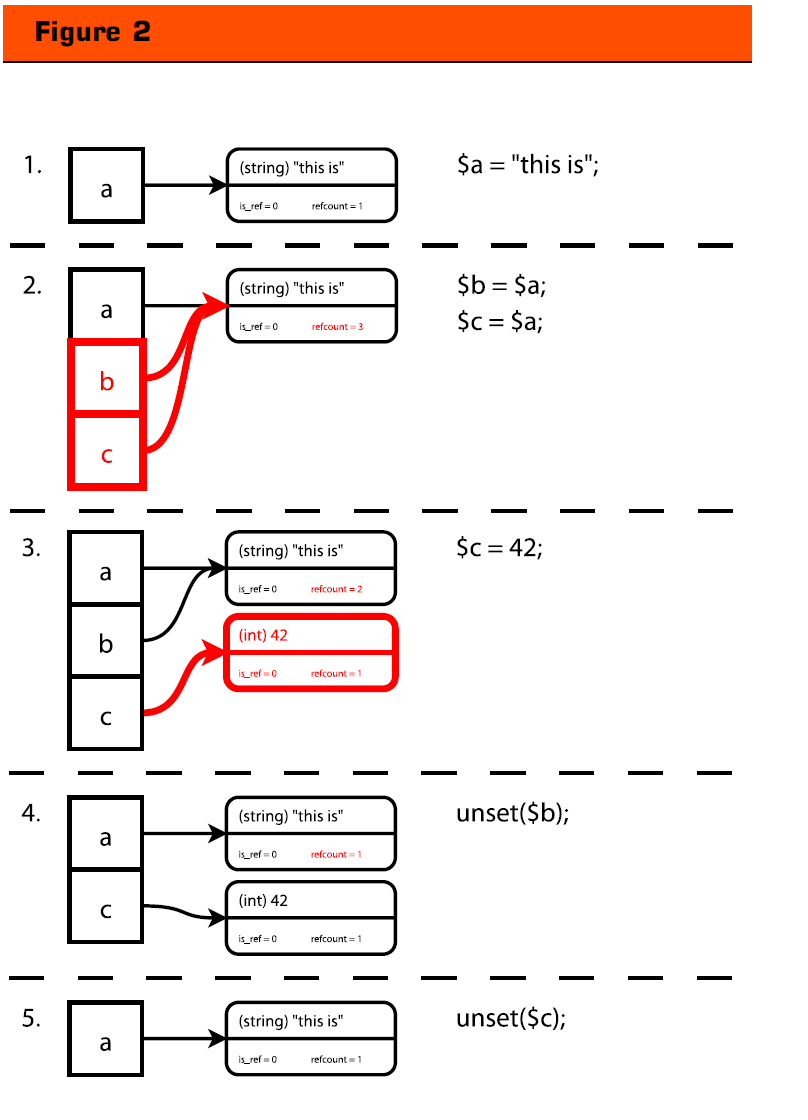 Figure 2
1.
a
(string) "this is"
is_ref = 0 refcount = 1
$a = "this is";
2.
a
b
c
(string) "this is"
is_ref = 0 refcount = 3
$b = $a;
$c = $a;
3.
a
b
c
(string) "this is"
is_ref = 0 refcount = 2
(int) 42
is_ref = 0 refcount = 1
$c = 42;
4.
a
c
(string) "this is"
is_ref = 0 refcount = 1
(int) 42
is_ref = 0 refcount = 1
unset($b);
5.
a
(string) "this is"
is_ref = 0 refcount = 1
unset($c);